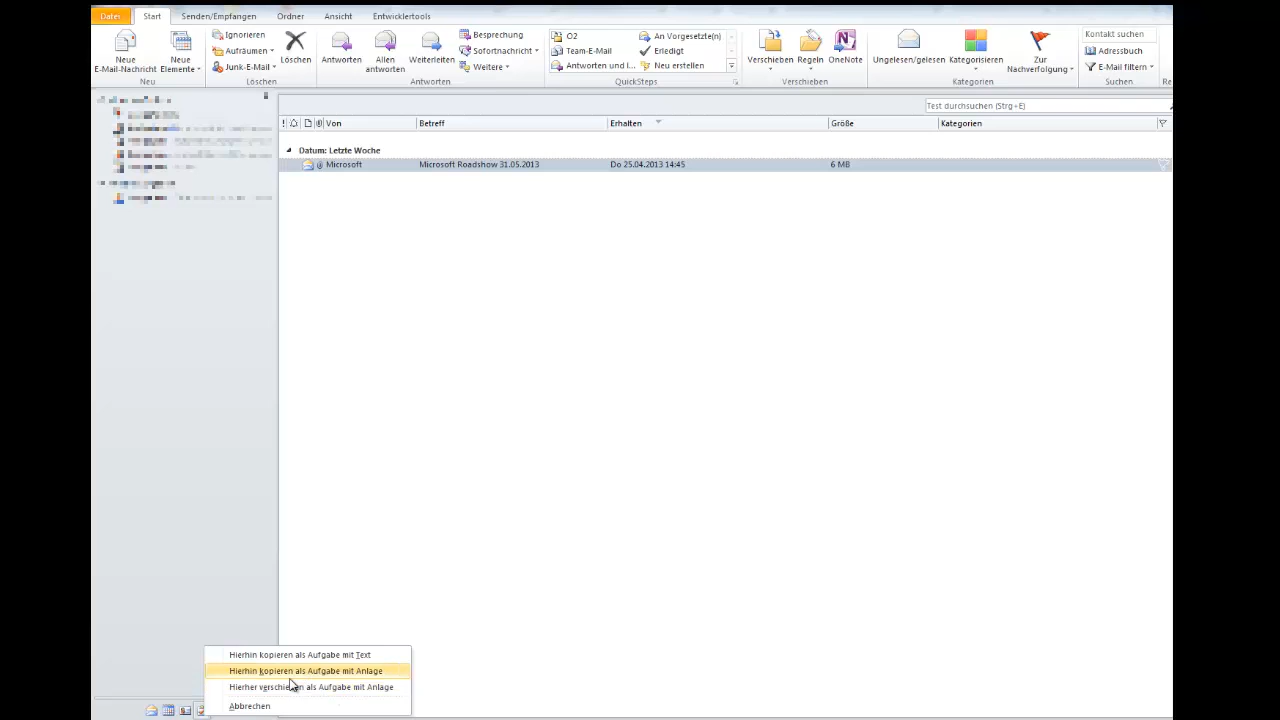 Datei Start Senden/Empfangen Ordner Ansicht Entwicklertools
Neue E-Mail-Nachricht
Neue Elemente
Neu
Ignorieren
Aufräumen
Junk-E-Mail
Löschen
Löschen
Antworten
Allen antworten
Weiterleiten
Besprechung
Sofortnachricht
Weitere
Antworten
O2
Team-E-Mail
Antworten und l...
An Vorgesetzte(n)
Erledigt
Neu erstellen
QuickSteps
Verschieben
Regeln
OneNote
Verschieben
Ungelesen/gelesen
Kategorisieren
Zur Nachverfolgung
Kategorien
Kontakt suchen
Adressbuch
E-Mail filtern
Suchen
Re
Test durchsuchen (Strg+E)
Von Betreff Erhalten Größe Kategorien
Datum: Letzte Woche
Microsoft Microsoft Roadshow 31.05.2013 Do 25.04.2013 14:45 6 MB
Hierhin kopieren als Aufgabe mit Text
Hierhin kopieren als Aufgabe mit Anlage
Hierher verschieben als Aufgabe mit Anlage
Abbrechen